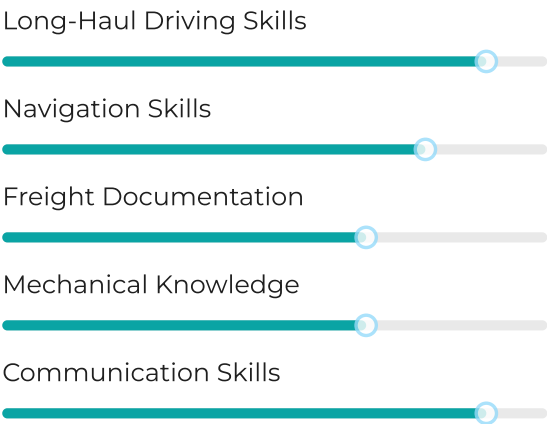 Long-Haul Driving Skills
Navigation Skills
Freight Documentation
Mechanical Knowledge
Communication Skills